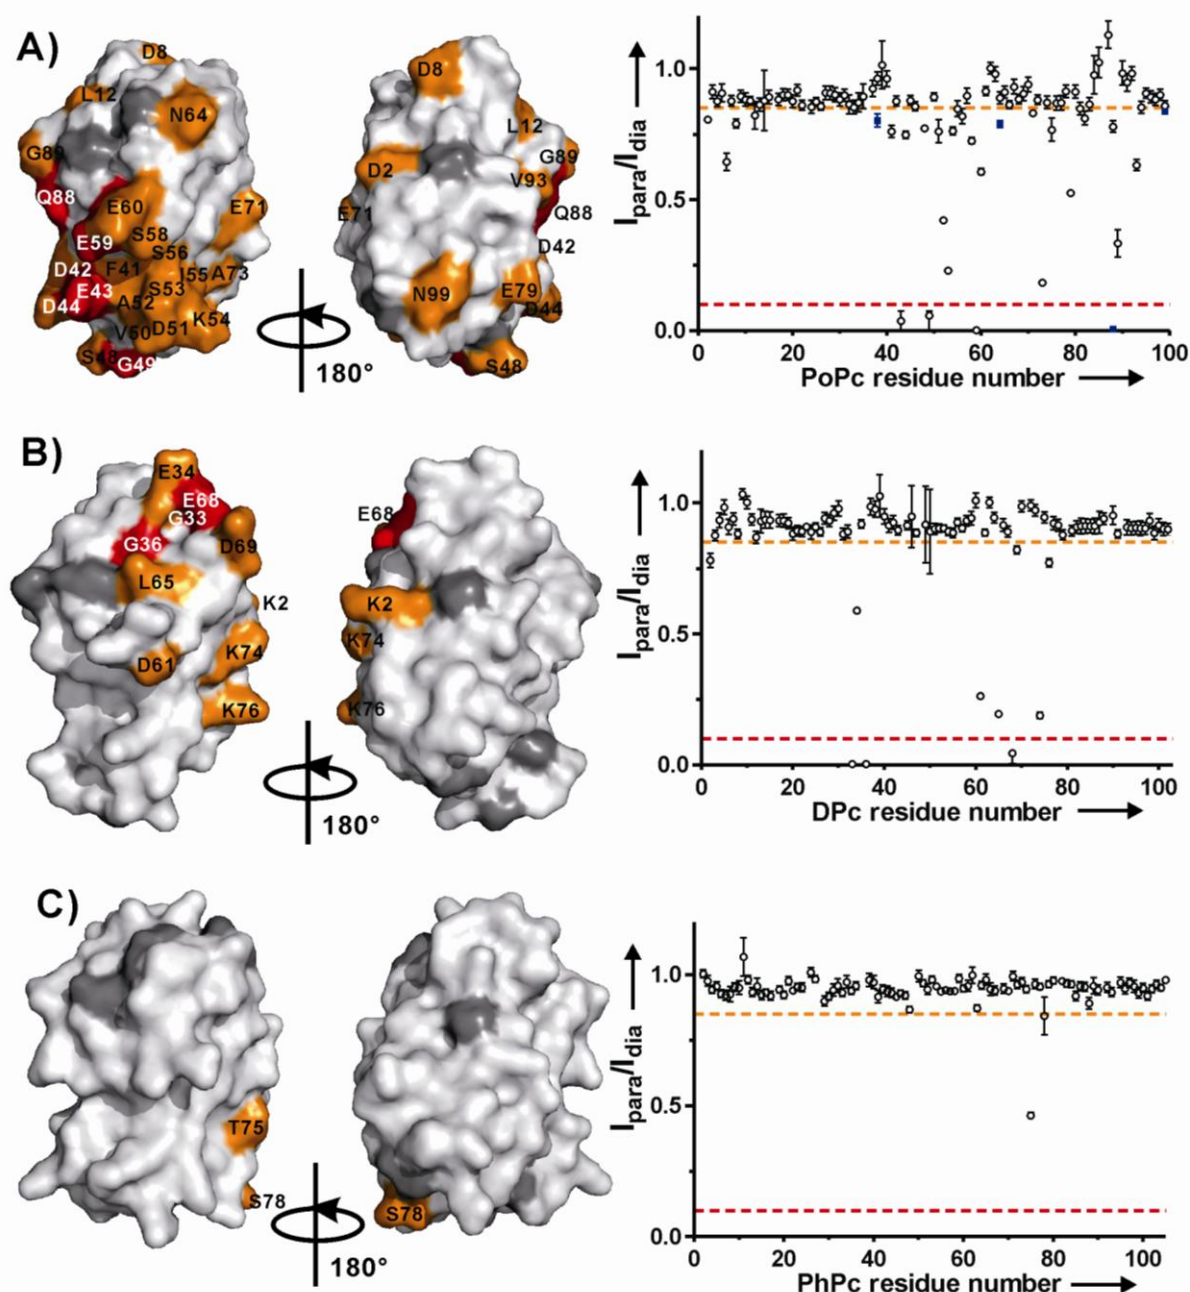 A)
D8
L12
N64
G89
Q88
E60
E71
S58
E59
S56
D42
F41
I55
A73
E43
S53
D44
A52
K54
V50
D51
S48
G49
180°
D8
L12
D2
G89
V93
E71
Q88
D42
N99
E79
D44
S48
Ipara/Idia
1.0
0.5
0.0
0 20 40 60 80 100
PoPc residue number
B)
E34
E68
G33
G36
D69
L65
K2
K74
D61
K76
180°
E68
K2
K74
K76
Ipara/Idia
1.0
0.5
0.0
0 20 40 60 80 100
DPc residue number
C)
T75
S78
180°
S78
Ipara/Idia
1.0
0.5
0.0
0 20 40 60 80 100
PhPc residue number